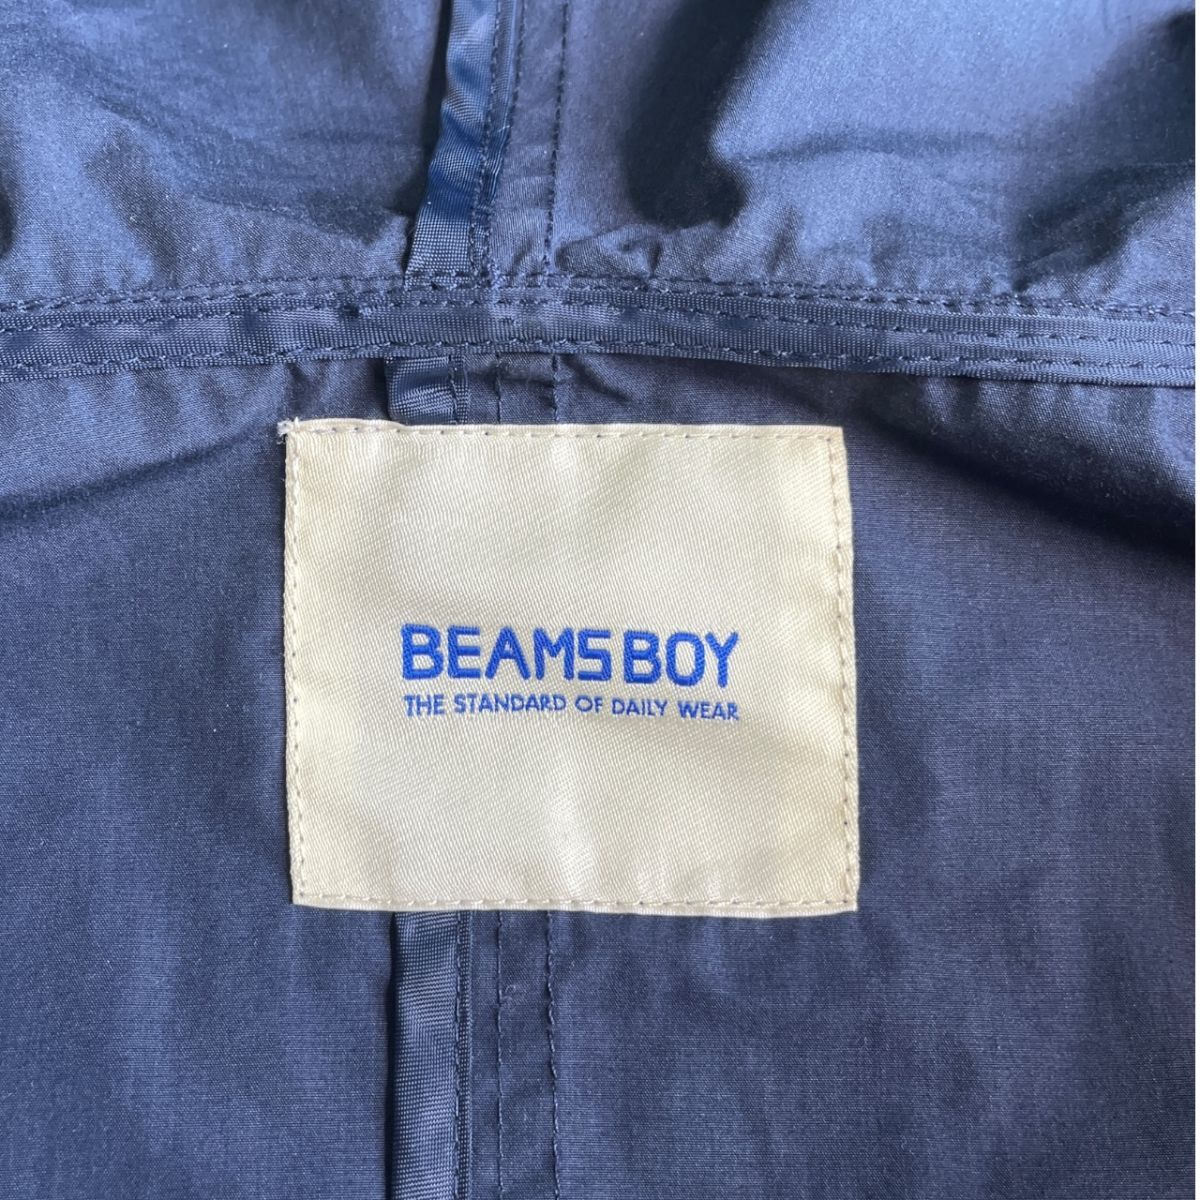 BEAMS BOY
THE STANDARD OF DAILY WEAR